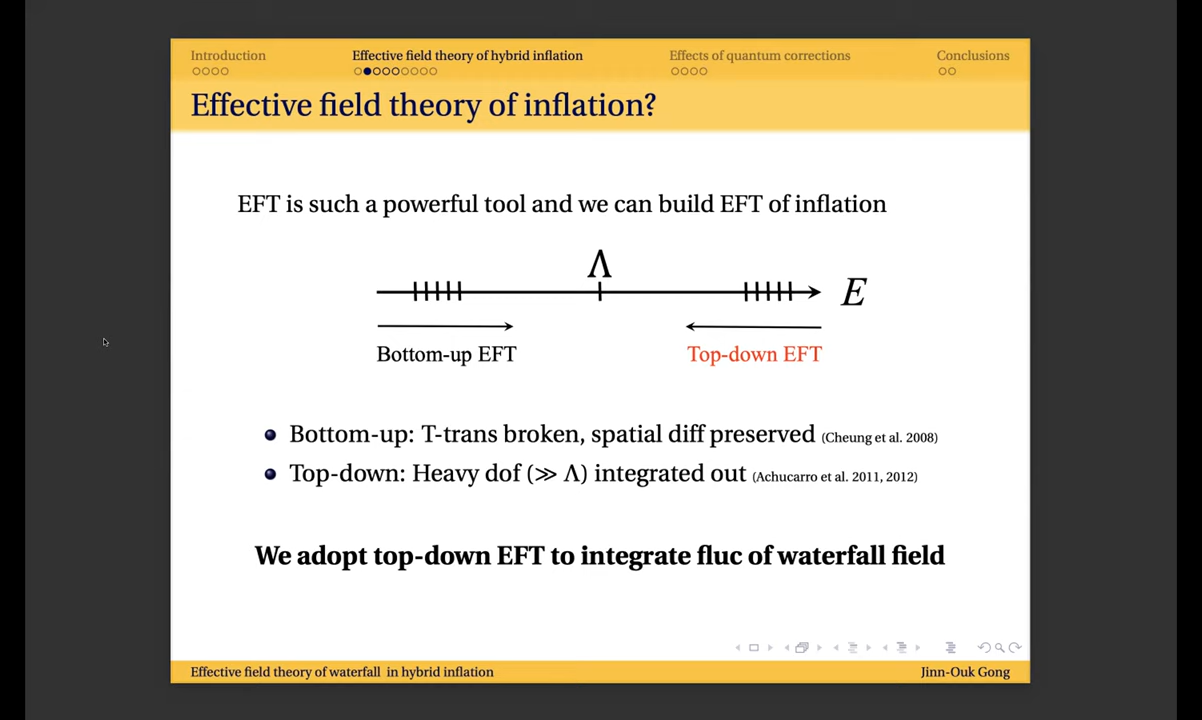 Introduction
Effective field theory of hybrid inflation
Effects of quantum corrections
Conclusions
Effective field theory of inflation?
EFT is such a powerful tool and we can build EFT of inflation
Λ
E
Bottom-up EFT
Top-down EFT
Bottom-up: T-trans broken, spatial diff preserved (Cheung et al. 2008)
Top-down: Heavy dof (≫ Λ) integrated out (Achucarro et al. 2011, 2012)
We adopt top-down EFT to integrate fluc of waterfall field
Effective field theory of waterfall in hybrid inflation
Jinn-Ouk Gong